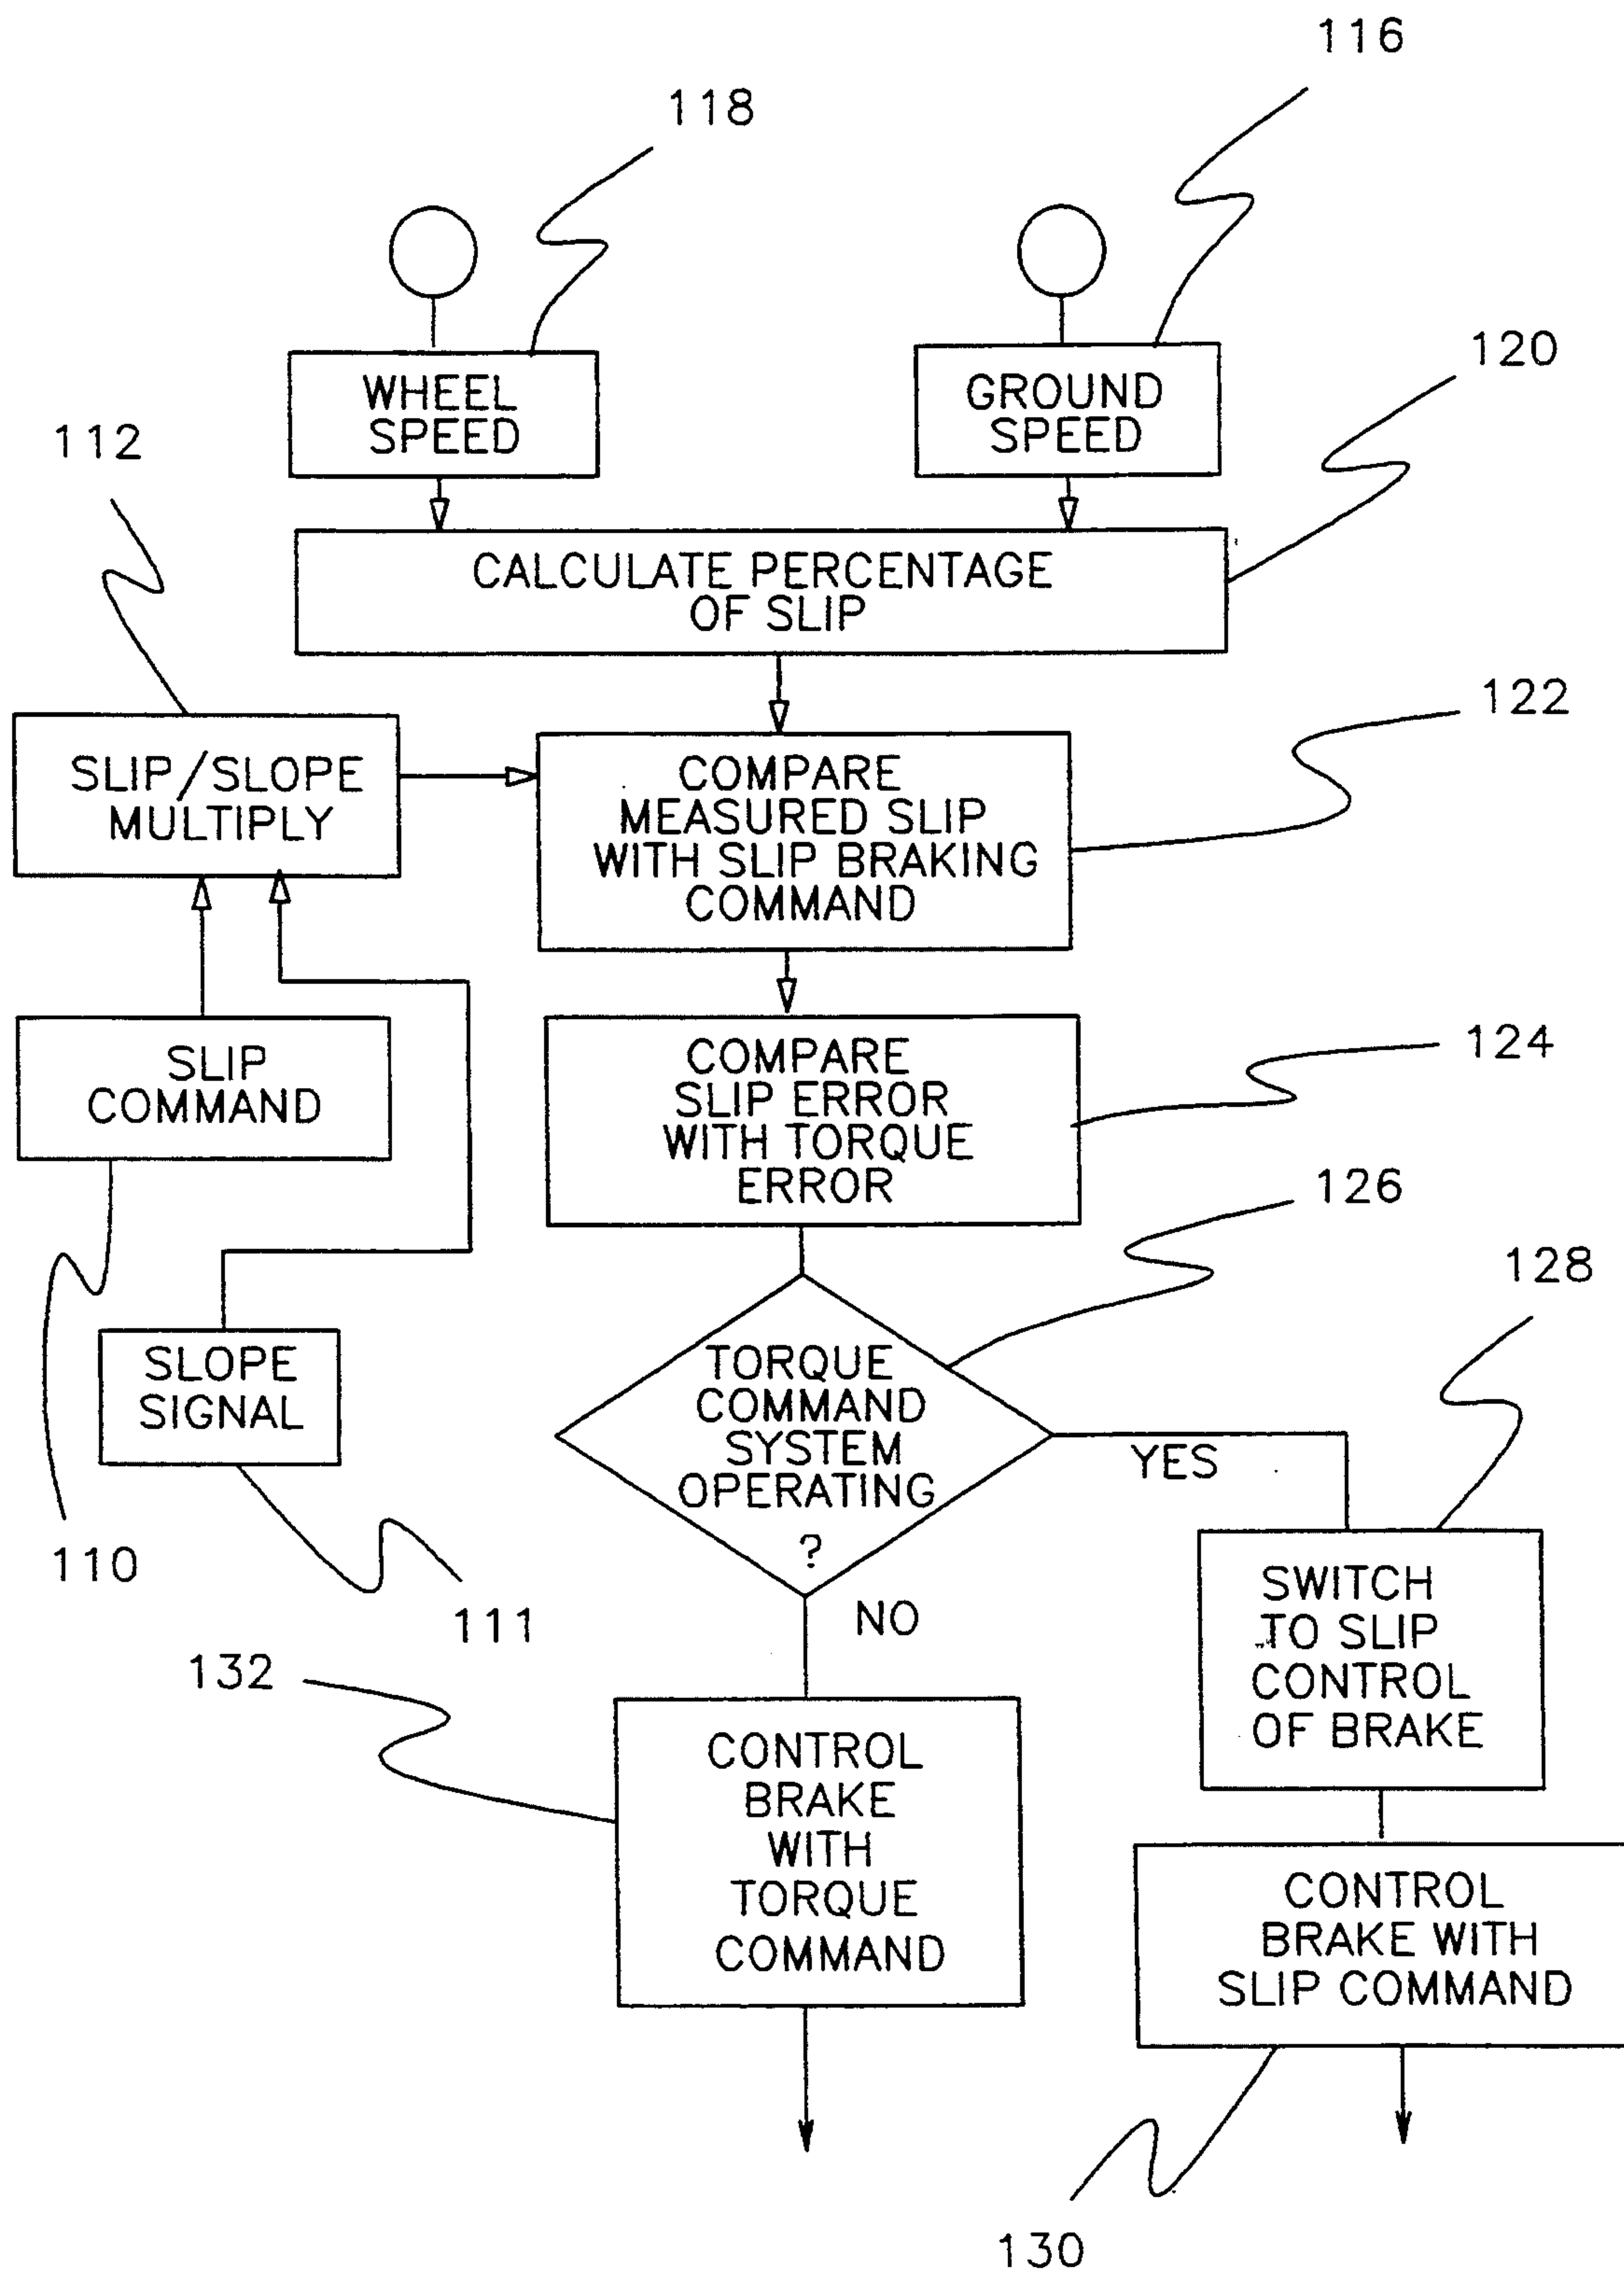 116
118
120
WHEEL
SPEED
GROUND
SPEED
112
CALCULATE PERCENTAGE
OF SLIP
122
SLIP/SLOPE
MULTIPLY
COMPARE
MEASURED SLIP
WITH SLIP BRAKING
COMMAND
124
SLIP
COMMAND
COMPARE
SLIP ERROR
WITH TORQUE
ERROR
126
128
SLOPE
SIGNAL
TORQUE
COMMAND
SYSTEM
OPERATING
?
YES
110
111
NO
132
SWITCH
TO SLIP
CONTROL
OF BRAKE
CONTROL
BRAKE
WITH
TORQUE
COMMAND
CONTROL
BRAKE WITH
SLIP COMMAND
130